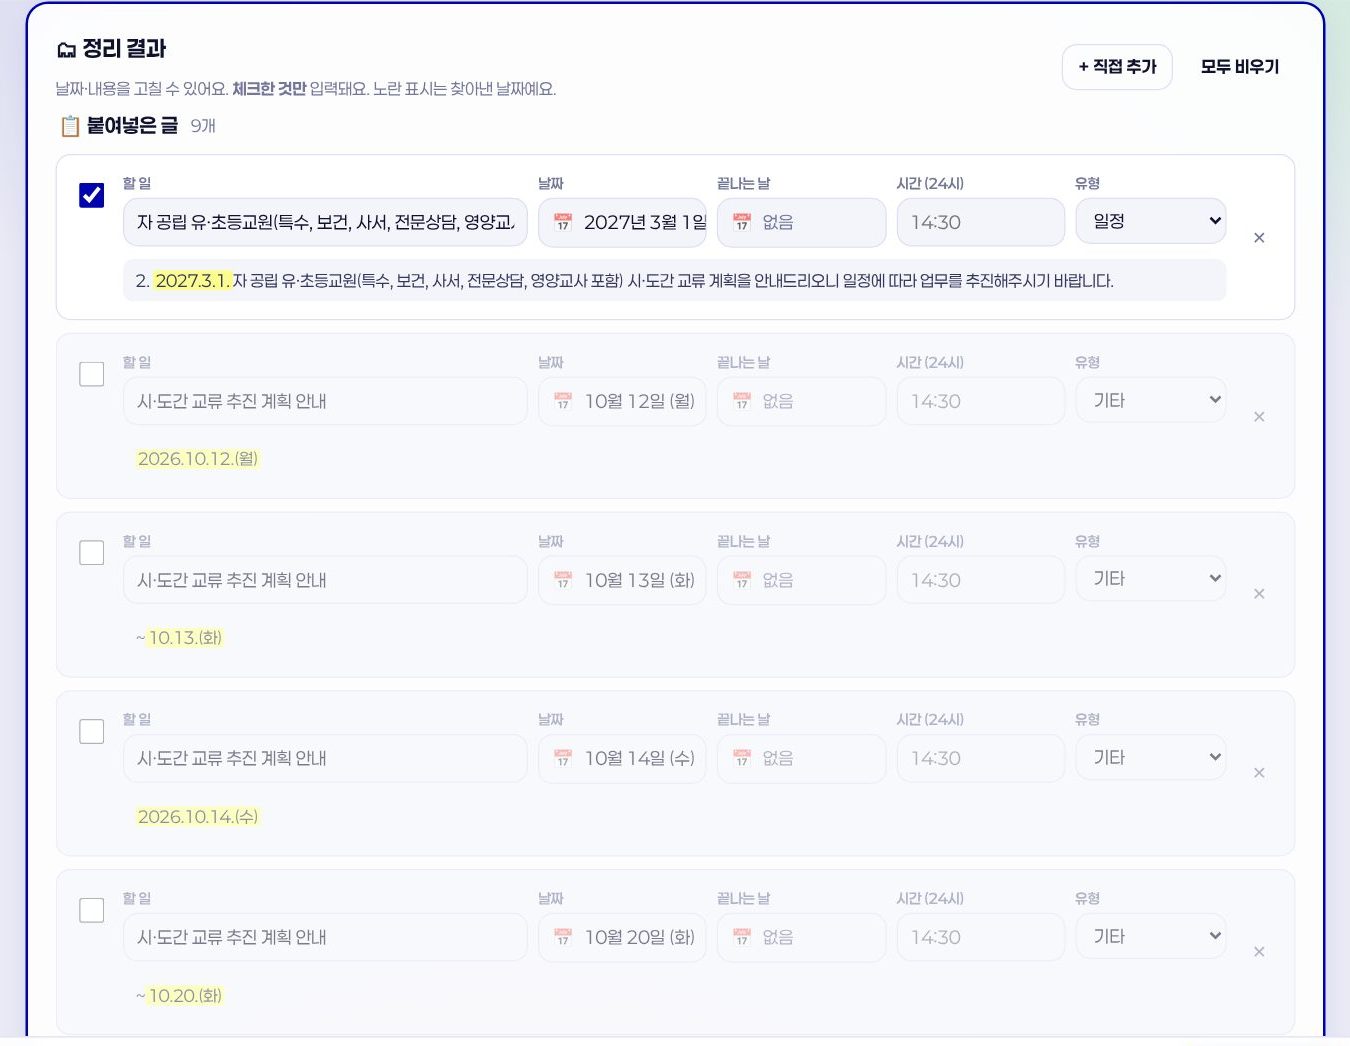 🗂 정리 결과
날짜·내용을 고칠 수 있어요. 체크한 것만 입력돼요. 노란 표시는 찾아낸 날짜예요.
+ 직접 추가
모두 비우기
📋 붙여넣은 글 9개
할 일 날짜 끝나는 날 시간 (24시) 유형
자 공립 유·초등교원(특수, 보건, 사서, 전문상담, 영양교 2027년 3월 1일 없음 14:30 일정 ×
2. 2027.3.1.자 공립 유·초등교원(특수, 보건, 사서, 전문상담, 영양교사 포함) 시·도간 교류 계획을 안내드리오니 일정에 따라 업무를 추진해주시기 바랍니다.
할 일 날짜 끝나는 날 시간 (24시) 유형
시·도간 교류 추진 계획 안내 10월 12일 (월) 없음 14:30 기타 ×
2026.10.12.(월)
할 일 날짜 끝나는 날 시간 (24시) 유형
시·도간 교류 추진 계획 안내 10월 13일 (화) 없음 14:30 기타 ×
~10.13.(화)
할 일 날짜 끝나는 날 시간 (24시) 유형
시·도간 교류 추진 계획 안내 10월 14일 (수) 없음 14:30 기타 ×
2026.10.14.(수)
할 일 날짜 끝나는 날 시간 (24시) 유형
시·도간 교류 추진 계획 안내 10월 20일 (화) 없음 14:30 기타 ×
~10.20.(화)